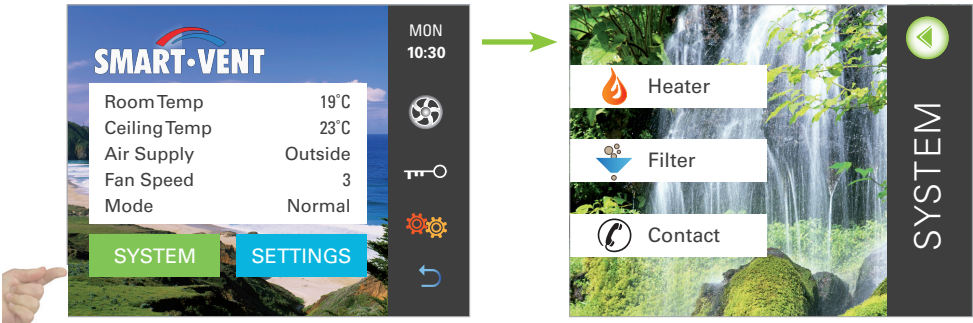 SMART·VENT
Room Temp 19°C
Ceiling Temp 23°C
Air Supply Outside
Fan Speed 3
Mode Normal
SYSTEM SETTINGS
MON
10:30
Heater
Filter
Contact
SYSTEM